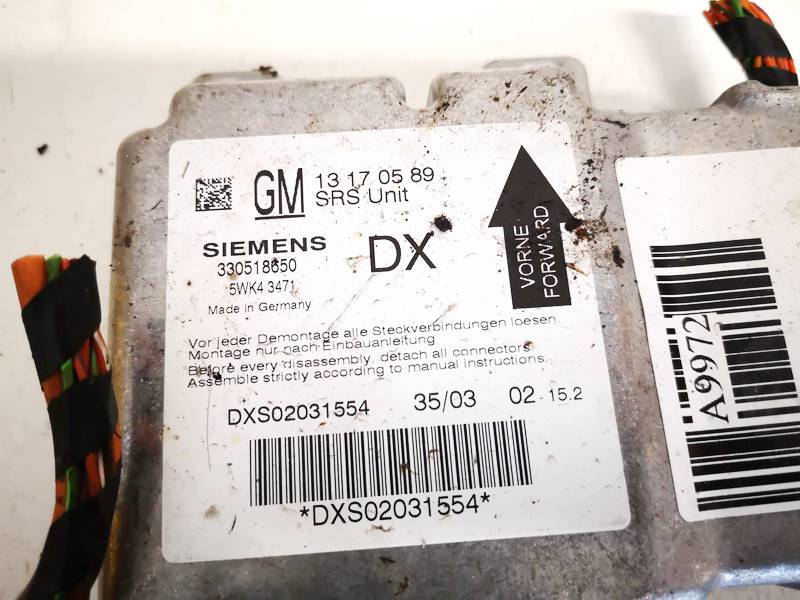 GM 13 17 05 89
SRS Unit
SIEMENS
DX
330518650
5WK4 3471
Made in Germany
VORNE
FORWARD
Vor jeder Demontage alle Steckverbindungen loesen.
Montage nur nach Einbauanleitung
Before every disassembly, detach all connectors.
Assemble strictly according to manual instructions.
DXS02031554 35/03 02 - 15.2
*DXS02031554*
A9972